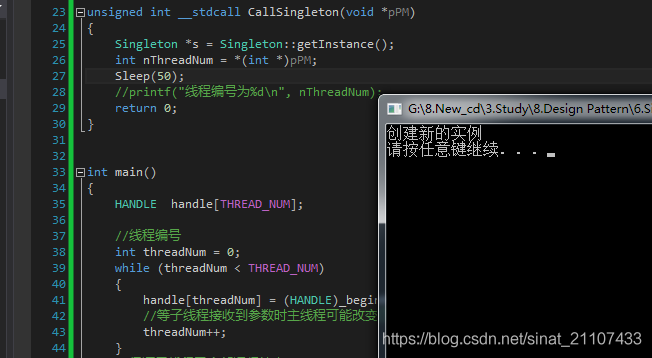 23 unsigned int __stdcall CallSingleton(void *pPM)
24 {
25 Singleton *s = Singleton::getInstance();
26 int nThreadNum = *(int *)pPM;
27 Sleep(50);
28 //printf("线程编号为%d\n", nThreadNum);
29 return 0;
30 }
31
32
33 int main()
34 {
35 HANDLE handle[THREAD_NUM];
36
37 //线程编号
38 int threadNum = 0;
39 while (threadNum < THREAD_NUM)
40 {
41 handle[threadNum] = (HANDLE)_begin
42 //等子线程接收到参数时主线程可能改变
43 threadNum++;
44 }
G:\8.New_cd\3.Study\8.Design Pattern\6.S
创建新的实例
请按任意键继续. . .
https://blog.csdn.net/sinat_21107433